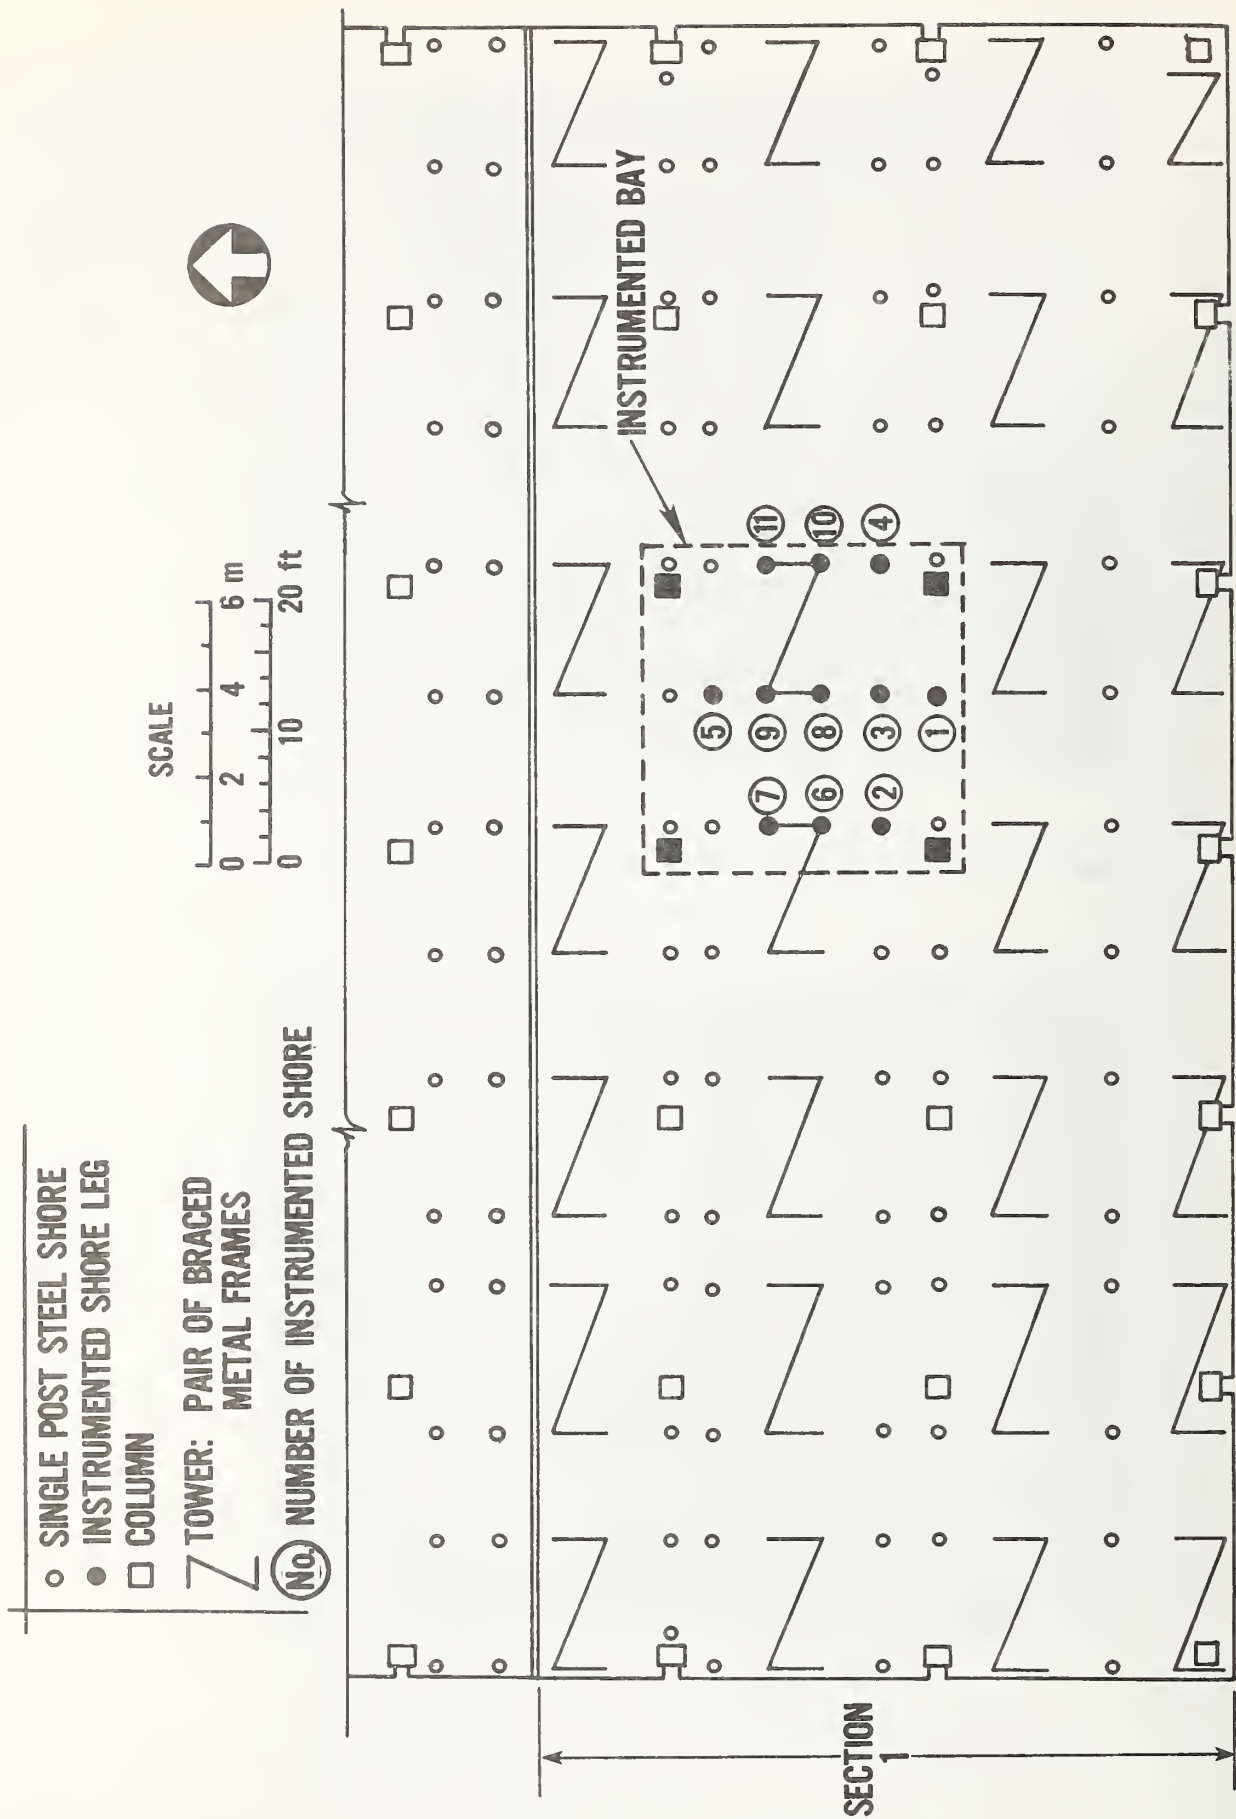 SINGLE POST STEEL SHORE
INSTRUMENTED SHORE LEG
COLUMN
TOWER: PAIR OF BRACED
METAL FRAMES
No. NUMBER OF INSTRUMENTED SHORE
SCALE
0 2 4 6 m
0 10 20 ft
INSTRUMENTED BAY
7
6
2
5
9
8
3
1
11
10
4
SECTION
1